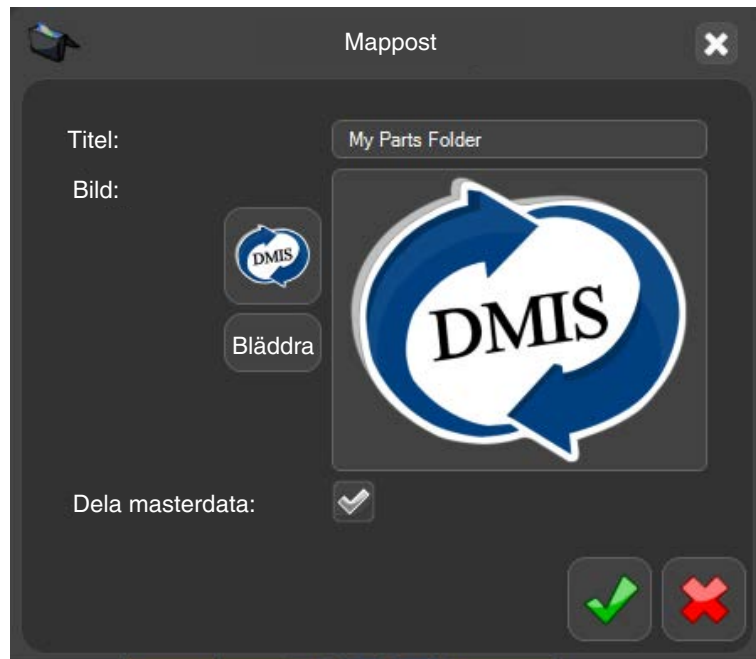 Mappost
Titel:
My Parts Folder
Bild:
DMIS
DMIS
Bläddra
Dela masterdata: